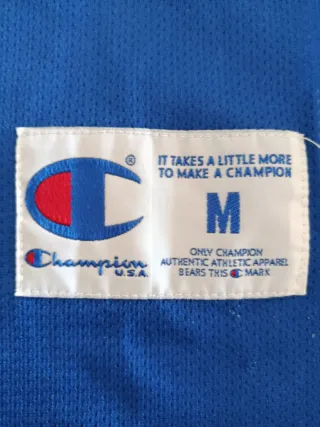 ®
IT TAKES A LITTLE MORE
TO MAKE A CHAMPION
M
Champion
U.S.A.
ONLY CHAMPION
AUTHENTIC ATHLETIC APPAREL
BEARS THIS C MARK